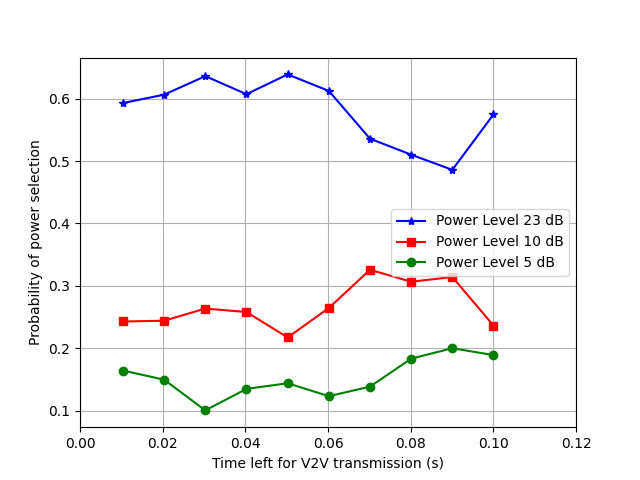 0.6
0.5
0.4
0.3
0.2
0.1
Probability of power selection
Power Level 23 dB
Power Level 10 dB
Power Level 5 dB
0.00 0.02 0.04 0.06 0.08 0.10 0.12
Time left for V2V transmission (s)